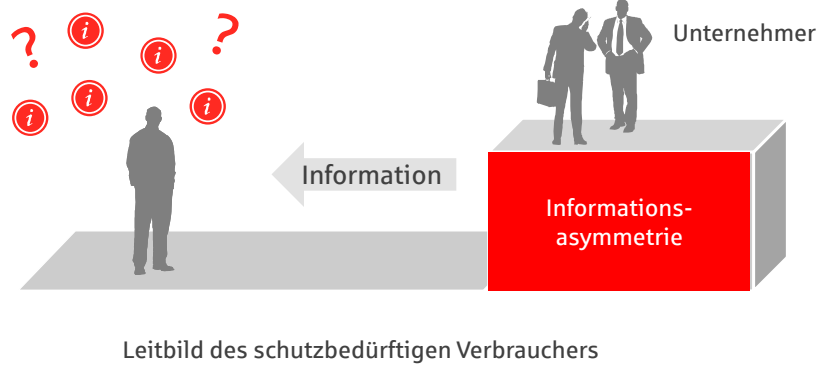 ? i i ?
i i i
Unternehmer
Information
Informations-
asymmetrie
Leitbild des schutzbedürftigen Verbrauchers